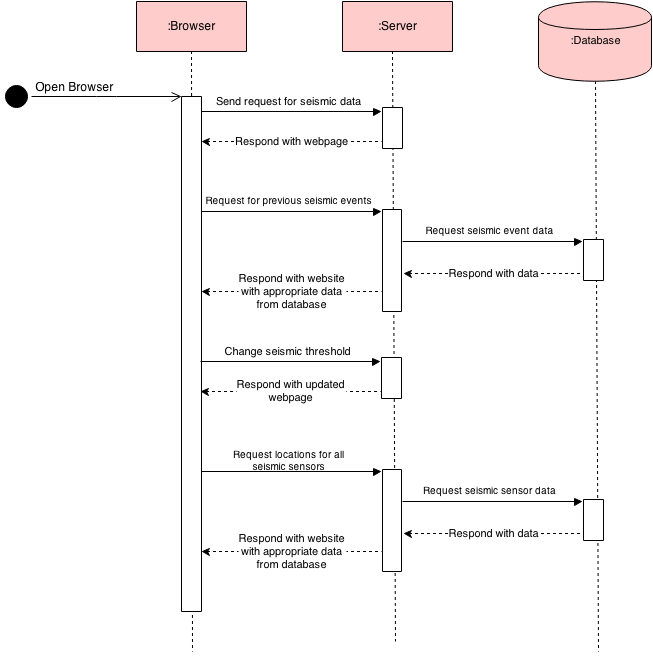 :Browser
:Server
:Database
Open Browser
Send request for seismic data
Respond with webpage
Request for previous seismic events
Request seismic event data
Respond with data
Respond with website
with appropriate data
from database
Change seismic threshold
Respond with updated
webpage
Request locations for all
seismic sensors
Request seismic sensor data
Respond with data
Respond with website
with appropriate data
from database